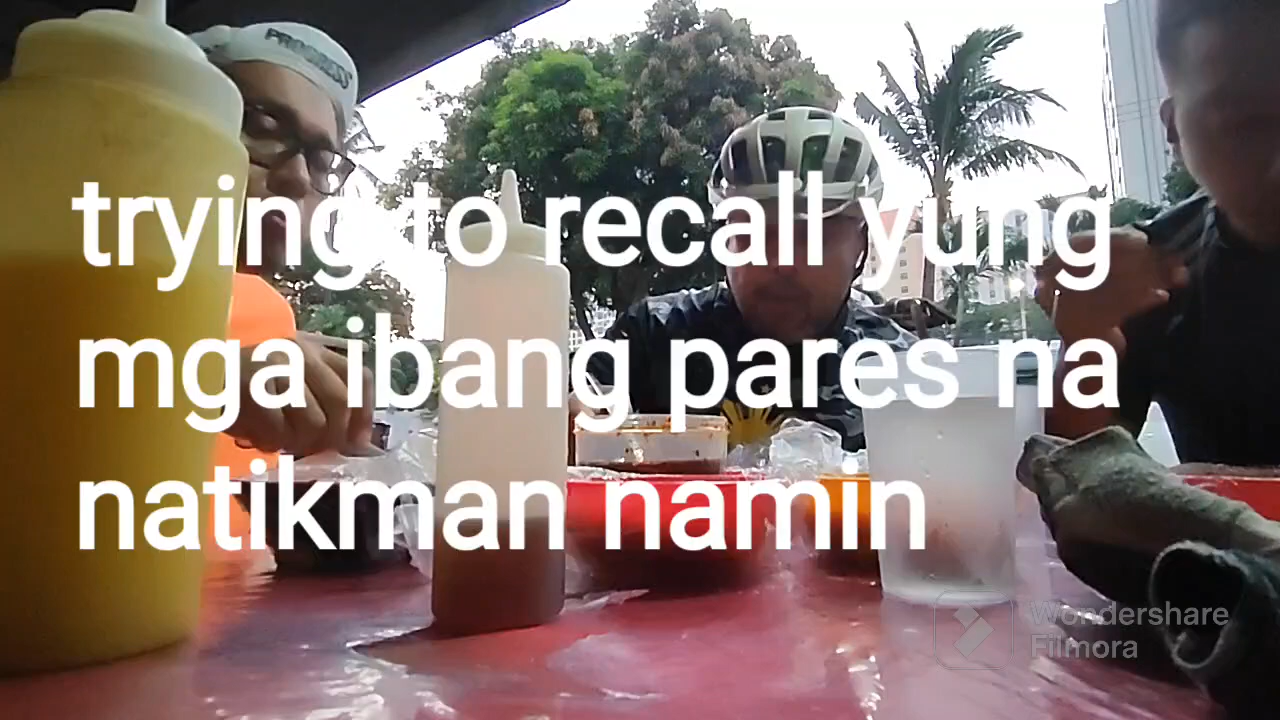 PROGRESS
trying to recall yung
mga ibang pares na
natikman namin
Wondershare
Filmora